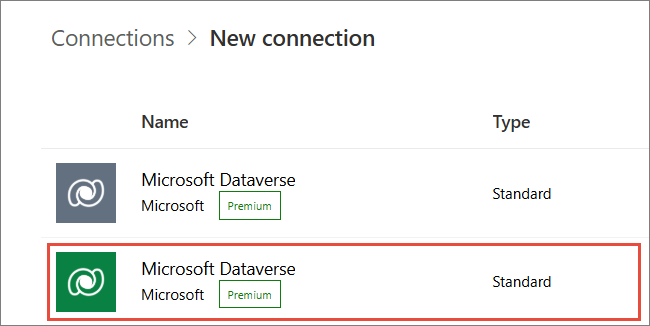 Connections > New connection
Name Type
Microsoft Dataverse
Microsoft Premium Standard
Microsoft Dataverse
Microsoft Premium Standard